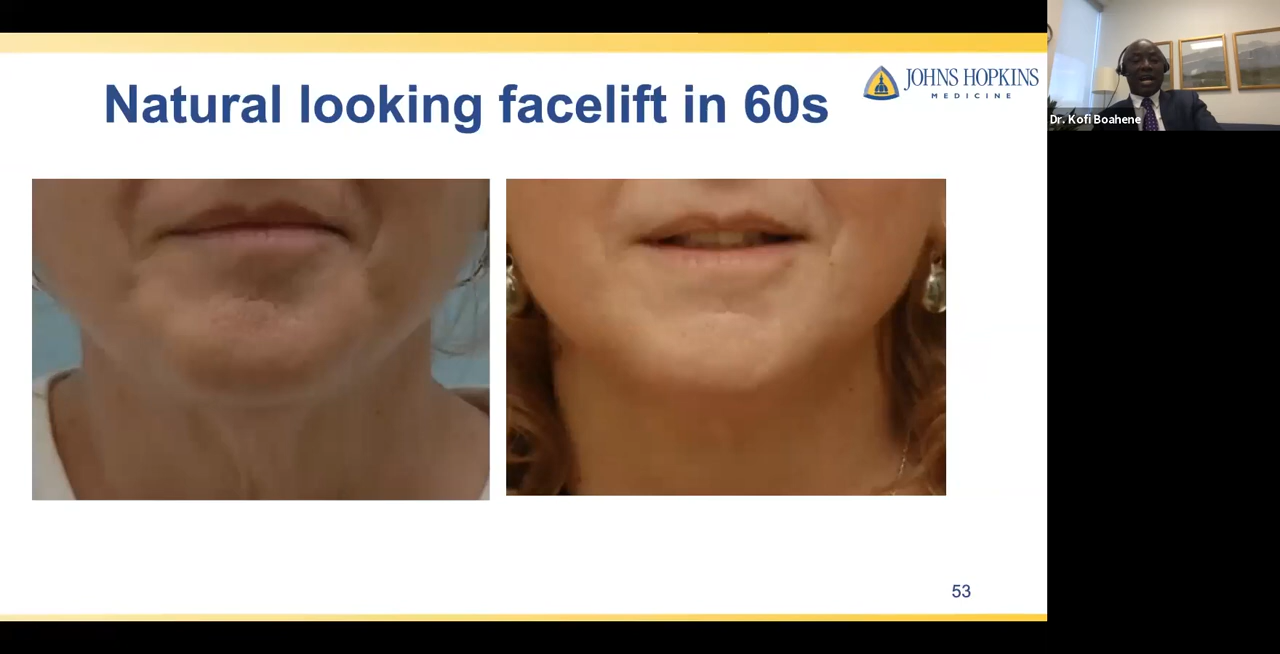 Natural looking facelift in 60s
JOHNS HOPKINS
MEDICINE
Dr. Kofi Boahene
53